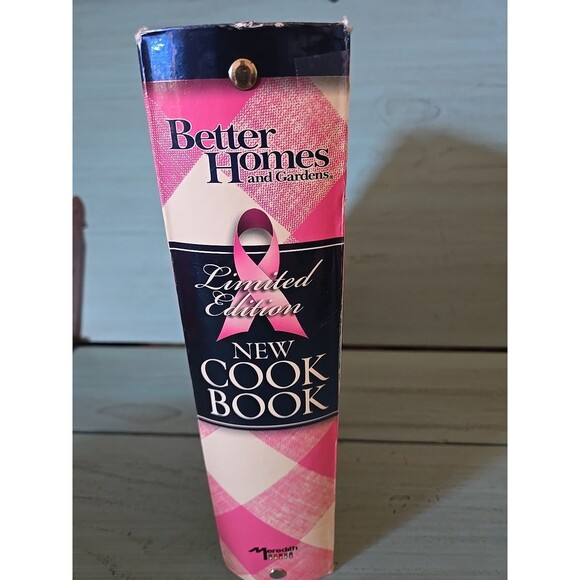 Better
Homes
and Gardens®
Limited
Edition
NEW
COOK
BOOK
Meredith